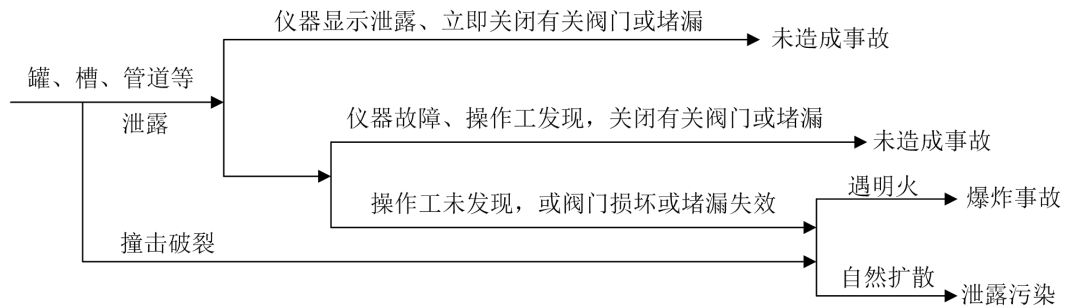 仪器显示泄露、立即关闭有关阀门或堵漏
未造成事故
罐、槽、管道等
泄露
仪器故障、操作工发现，关闭有关阀门或堵漏
未造成事故
遇明火
爆炸事故
操作工未发现，或阀门损坏或堵漏失效
撞击破裂
自然扩散
泄露污染